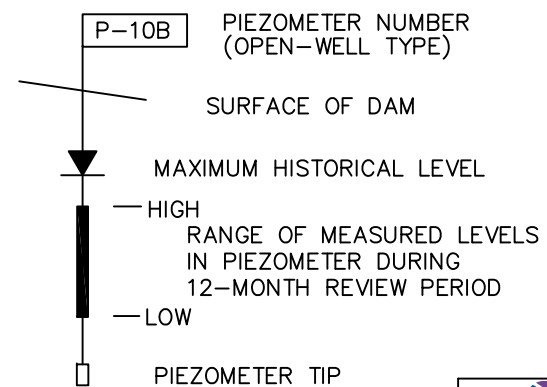 P-10B
PIEZOMETER NUMBER
(OPEN-WELL TYPE)
SURFACE OF DAM
MAXIMUM HISTORICAL LEVEL
HIGH
RANGE OF MEASURED LEVELS
IN PIEZOMETER DURING
12-MONTH REVIEW PERIOD
LOW
PIEZOMETER TIP